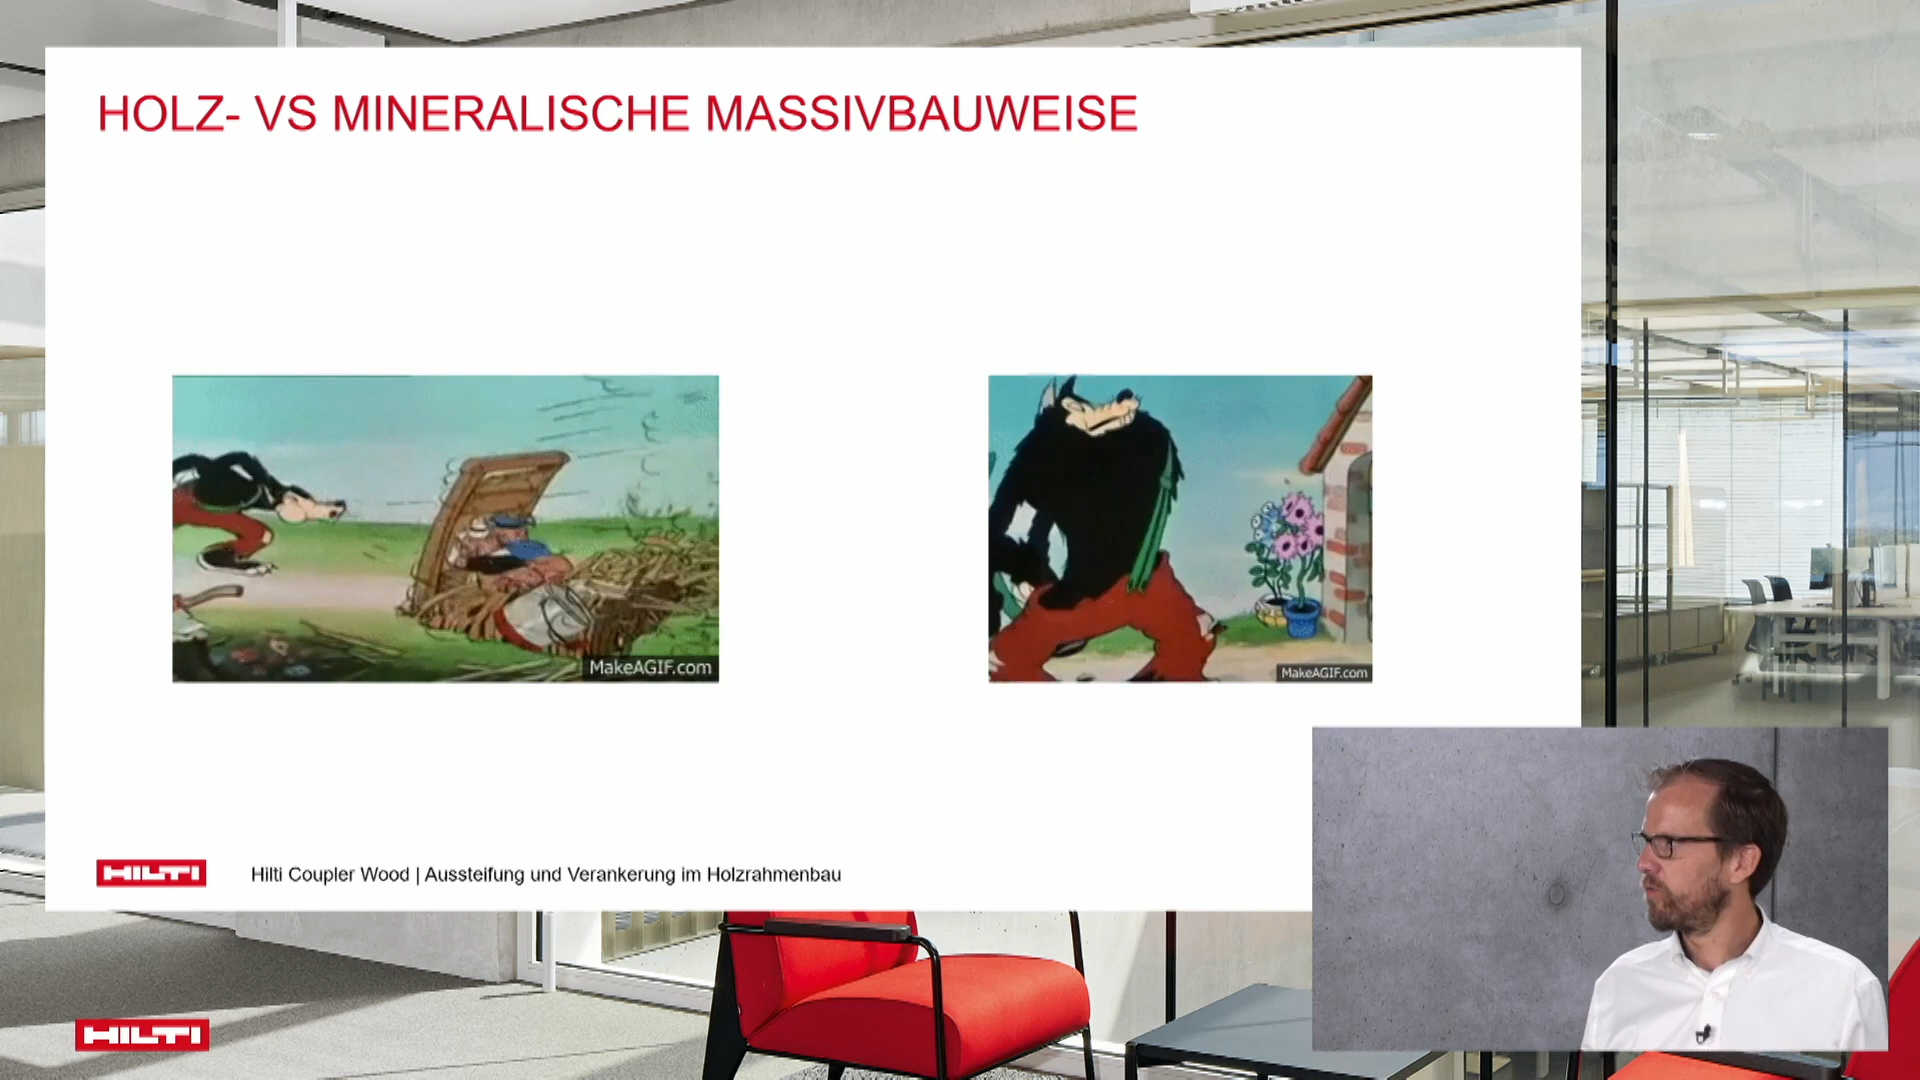 HOLZ- VS MINERALISCHE MASSIVBAUWEISE
MakeAGIF.com
MakeAGIF.com
HILTI
Hilti Coupler Wood | Aussteifung und Verankerung im Holzrahmenbau
HILTI